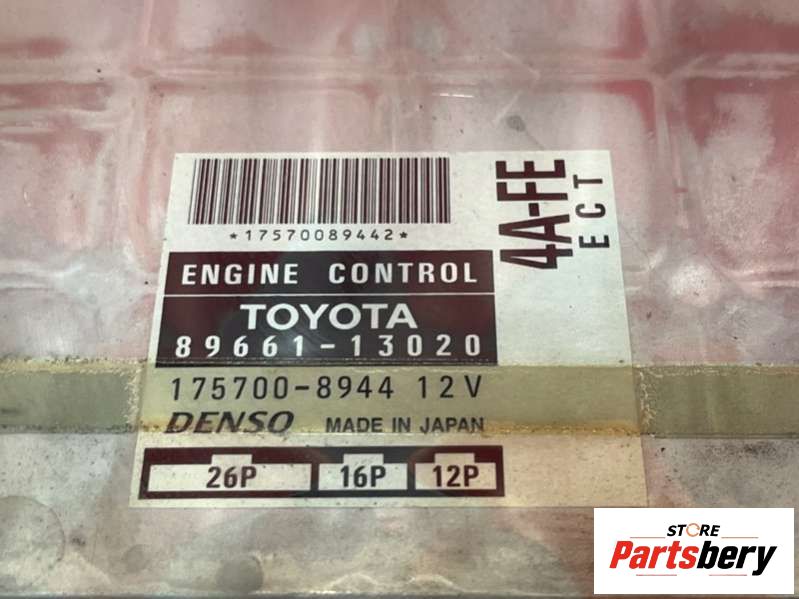 *17570089442*
4A-FE
ECT
ENGINE CONTROL
TOYOTA
89661-13020
175700-8944 12V
DENSO MADE IN JAPAN
26P 16P 12P
STORE
Partsbery